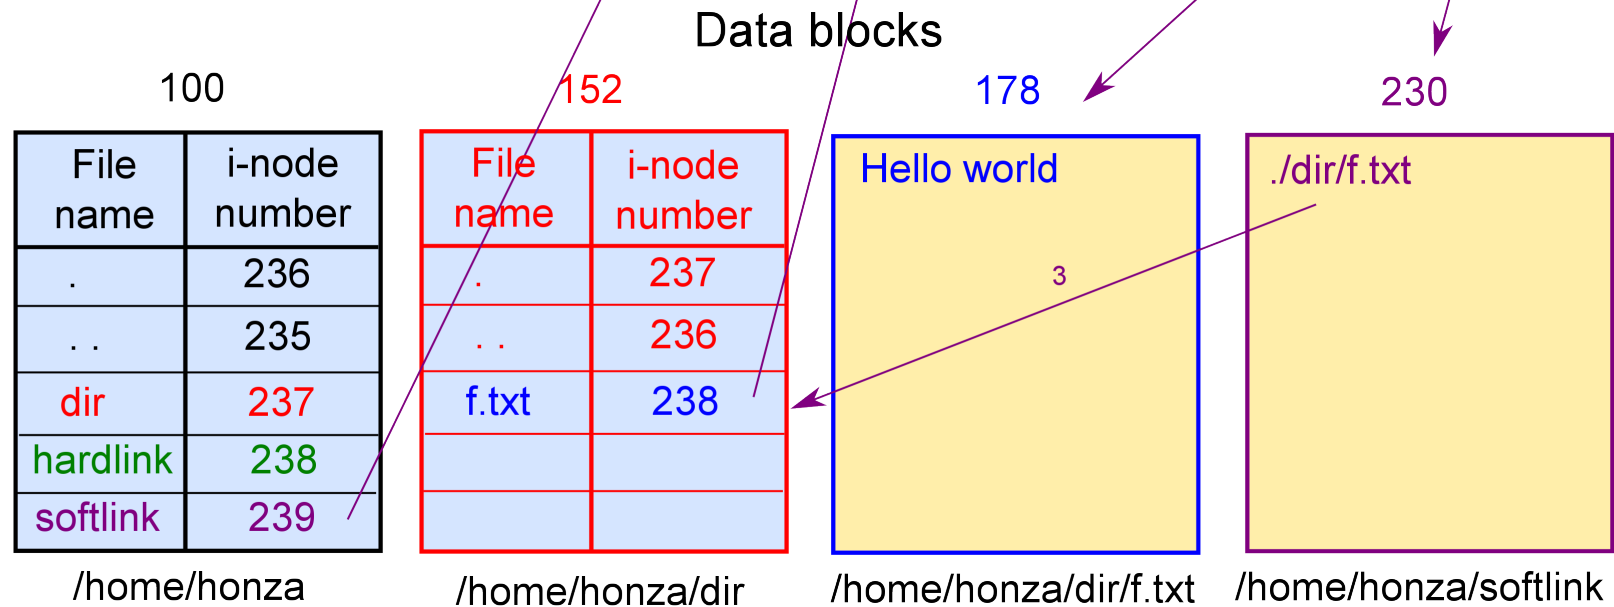 Data blocks
100 152 178 230
File name i-node number
. 236
. . 235
dir 237
hardlink 238
softlink 239
/home/honza
File name i-node number
. 237
. . 236
f.txt 238
/home/honza/dir
Hello world
3
/home/honza/dir/f.txt
./dir/f.txt
/home/honza/softlink